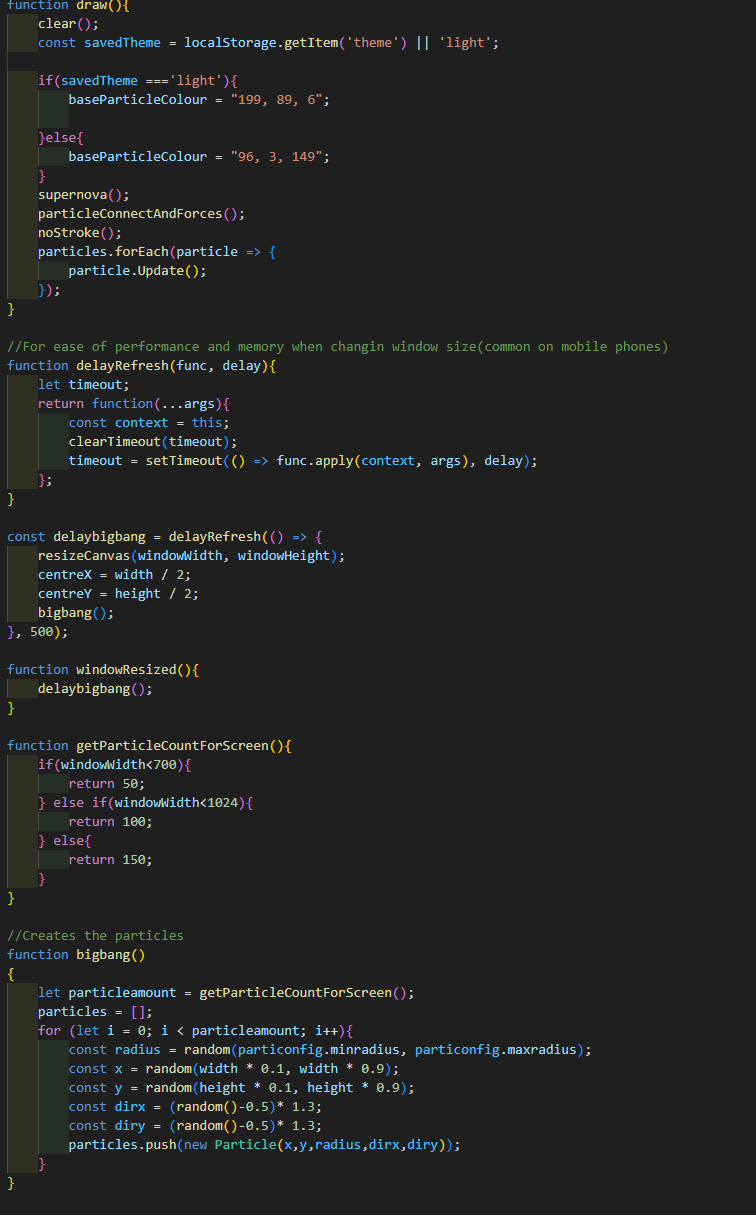 function draw(){
    clear();
    const savedTheme = localStorage.getItem('theme') || 'light';

    if(savedTheme ==='light'){
        baseParticleColour = "199, 89, 6";

    }else{
        baseParticleColour = "96, 3, 149";
    }
    supernova();
    particleConnectAndForces();
    noStroke();
    particles.forEach(particle => {
        particle.Update();
    });
}

//For ease of performance and memory when changin window size(common on mobile phones)
function delayRefresh(func, delay){
    let timeout;
    return function(...args){
        const context = this;
        clearTimeout(timeout);
        timeout = setTimeout(() => func.apply(context, args), delay);
    };
}

const delaybigbang = delayRefresh(() => {
    resizeCanvas(windowWidth, windowHeight);
    centreX = width / 2;
    centreY = height / 2;
    bigbang();
}, 500);

function windowResized(){
    delaybigbang();
}

function getParticleCountForScreen(){
    if(windowWidth<700){
        return 50;
    } else if(windowWidth<1024){
        return 100;
    } else{
        return 150;
    }
}

//Creates the particles
function bigbang()
{
    let particleamount = getParticleCountForScreen();
    particles = [];
    for (let i = 0; i < particleamount; i++){
        const radius = random(particonfig.minradius, particonfig.maxradius);
        const x = random(width * 0.1, width * 0.9);
        const y = random(height * 0.1, height * 0.9);
        const dirx = (random()-0.5)* 1.3;
        const diry = (random()-0.5)* 1.3;
        particles.push(new Particle(x,y,radius,dirx,diry));
    }
}